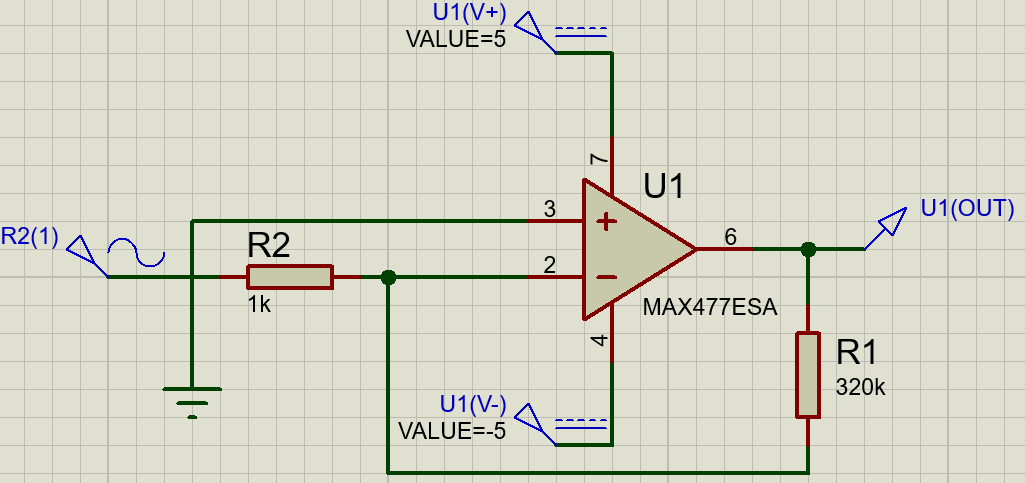 U1(V+)
VALUE=5
7
U1
3
+
U1(OUT)
R2(1)
R2
6
2
−
1k
MAX477ESA
4
R1
320k
U1(V-)
VALUE=-5